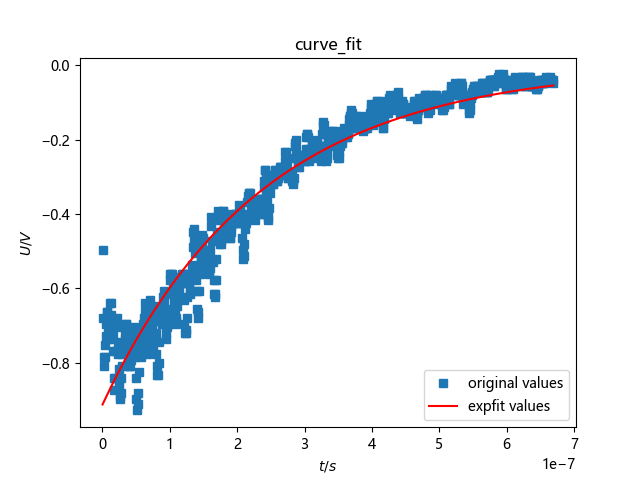 curve_fit
0.0
−0.2
−0.4
−0.6
−0.8
U/V
original values
expfit values
0 1 2 3 4 5 6 7
1e−7
t/s